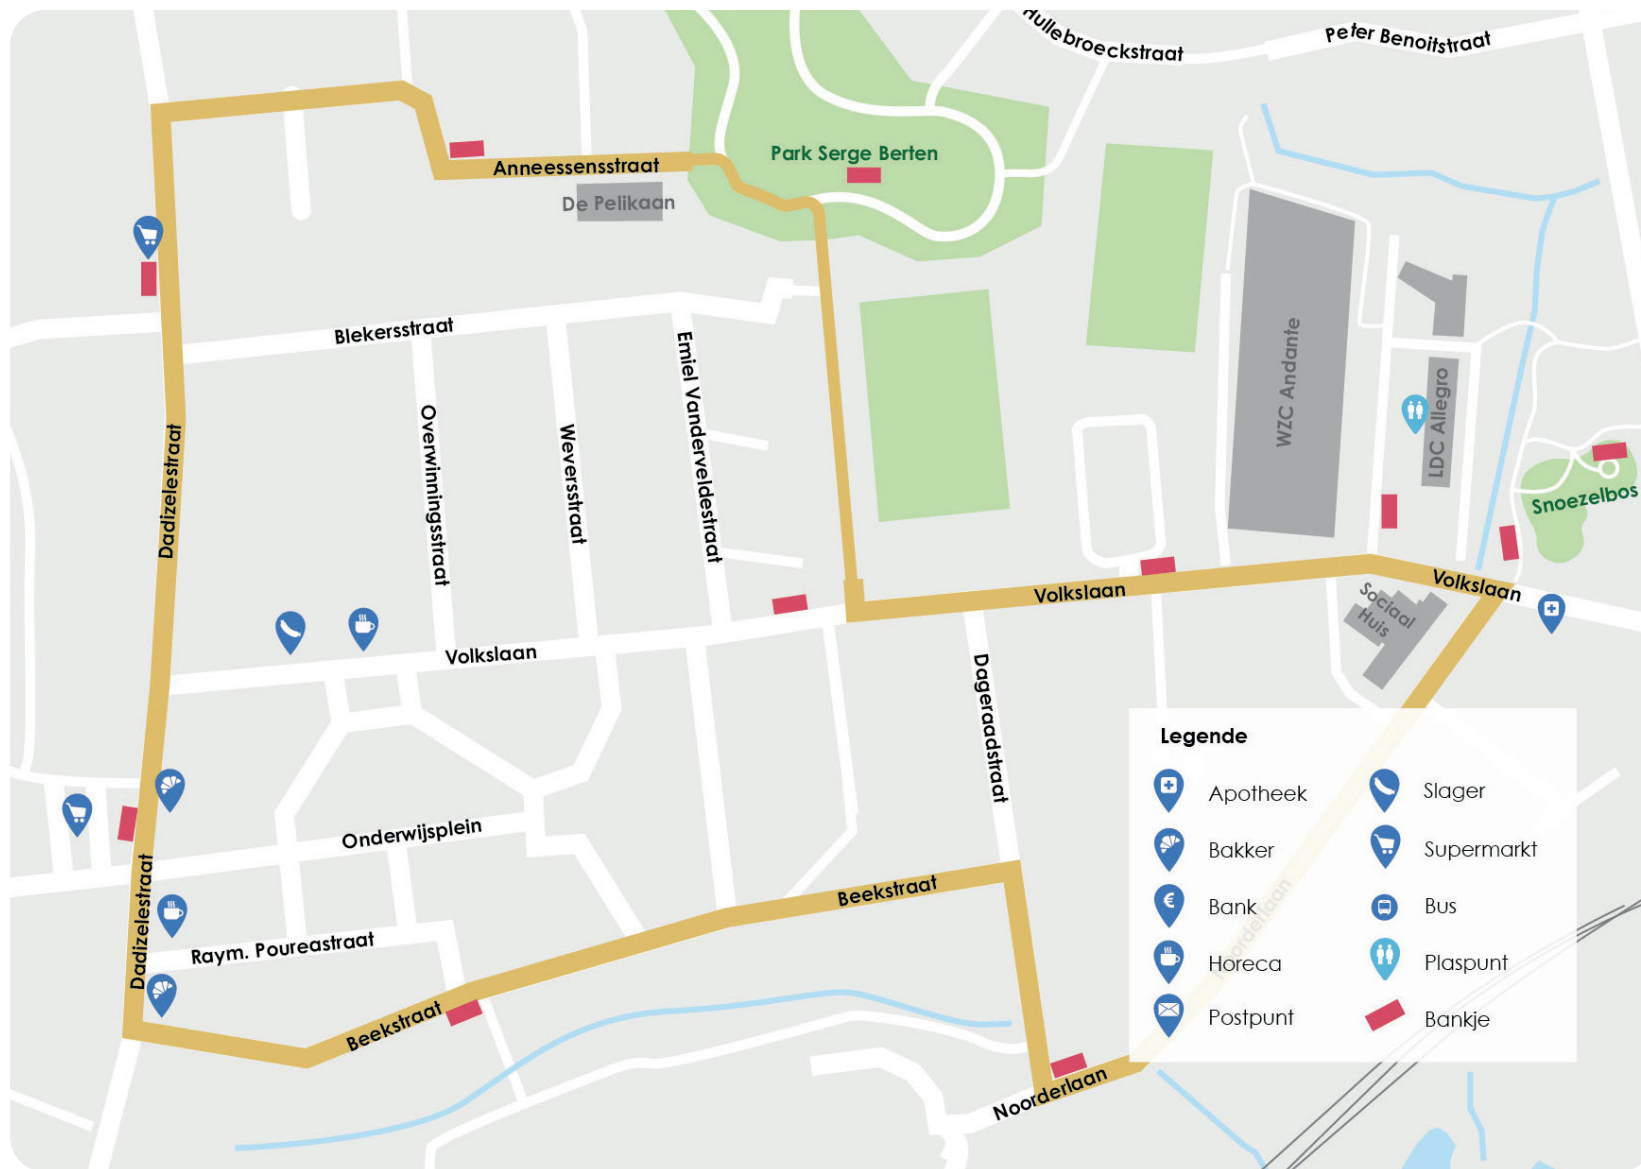 Hullebroeckstraat
Peter Benoitstraat
Park Serge Berten
Anneessensstraat
De Pelikaan
Blekersstraat
Emiel Vanderveldestraat
WZC Andante
LDC Allegro
Overwinningsstraat
Weversstraat
Dadizelestraat
Snoezelbos
Volkslaan
Volkslaan
Sociaal
Huis
Volkslaan
Dageraadstraat
Onderwijsplein
Beekstraat
Dadizelestraat
Raym. Poureastraat
Beekstraat
Noorderlaan
Noorderlaan
Legende
Apotheek
Slager
Bakker
Supermarkt
Bank
Bus
Horeca
Plaspunt
Postpunt
Bankje